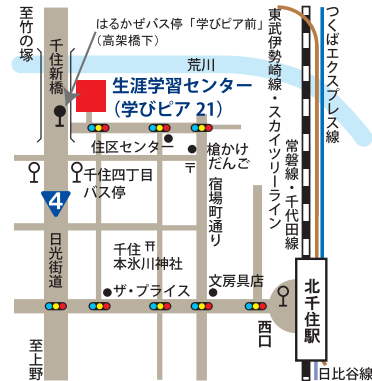 至竹の塚
はるかぜバス停「学びピア前」
(高架橋下)
千住新橋
荒川
生涯学習センター
(学びピア 21)
東武伊勢崎線・スカイツリーライン
つくばエクスプレス線
常磐線・千代田線
住区センター
槍かけ
だんご
〒
千住四丁目
バス停
宿場町通り
4
日光街道
千住
本氷川神社
ザ・プライス
文房具店
西口
北千住駅
至上野
日比谷線